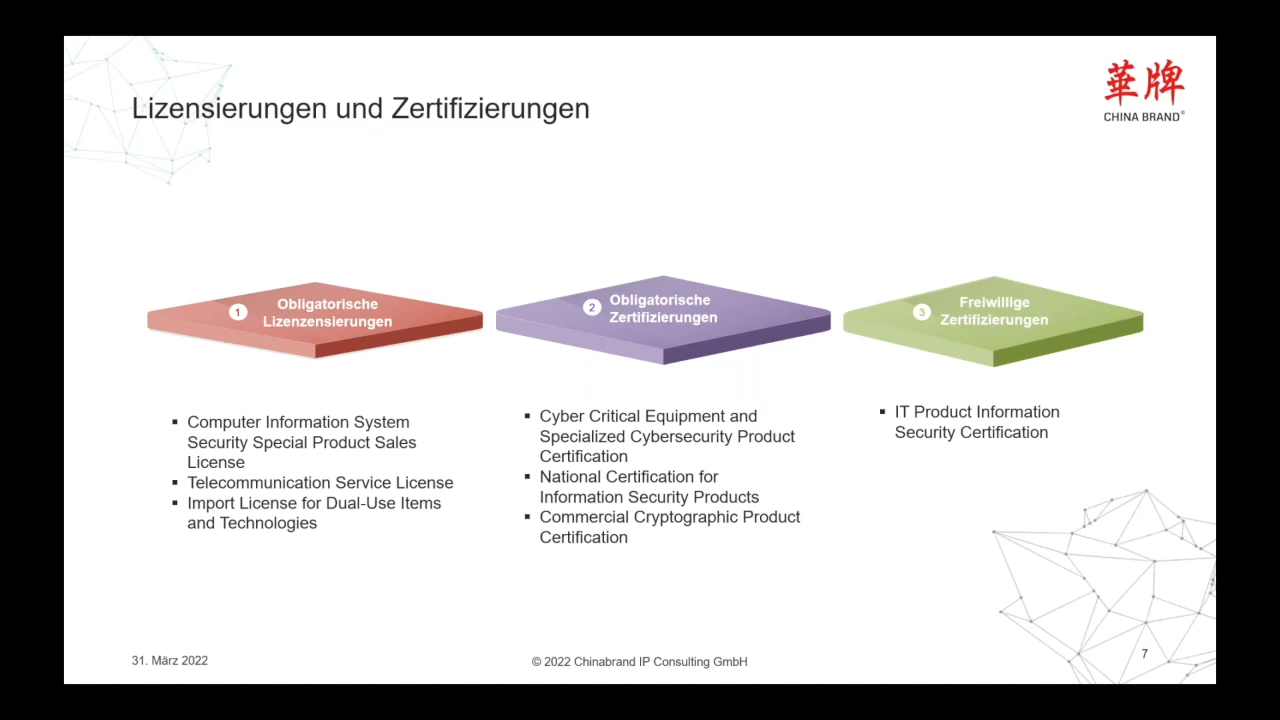 Lizensierungen und Zertifizierungen
華牌
CHINA BRAND®
1
Obligatorische
Lizenzensierungen
2
Obligatorische
Zertifizierungen
3
Freiwillige
Zertifizierungen
▪ Computer Information System
Security Special Product Sales
License
▪ Telecommunication Service License
▪ Import License for Dual-Use Items
and Technologies
▪ Cyber Critical Equipment and
Specialized Cybersecurity Product
Certification
▪ National Certification for
Information Security Products
▪ Commercial Cryptographic Product
Certification
▪ IT Product Information
Security Certification
31. März 2022
© 2022 Chinabrand IP Consulting GmbH
7